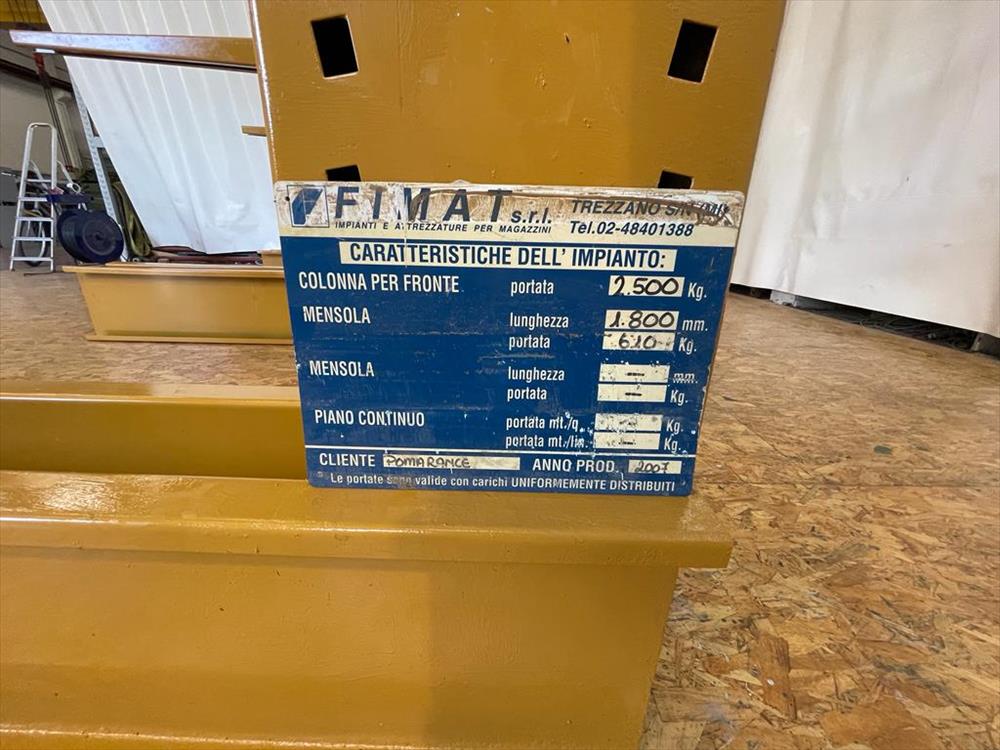 FIMAT s.r.l.
TREZZANO S/N (MI)
IMPIANTI E ATTREZZATURE PER MAGAZZINI
Tel.02-48401388
CARATTERISTICHE DELL' IMPIANTO:
COLONNA PER FRONTE portata 2.500 Kg.
MENSOLA lunghezza 1.800 mm.
portata 610 Kg.
MENSOLA lunghezza – mm.
portata – Kg.
PIANO CONTINUO portata mt./q. – Kg.
portata mt./lin. – Kg.
CLIENTE POMARANCE ANNO PROD. 2007
Le portate sono valide con carichi UNIFORMEMENTE DISTRIBUITI